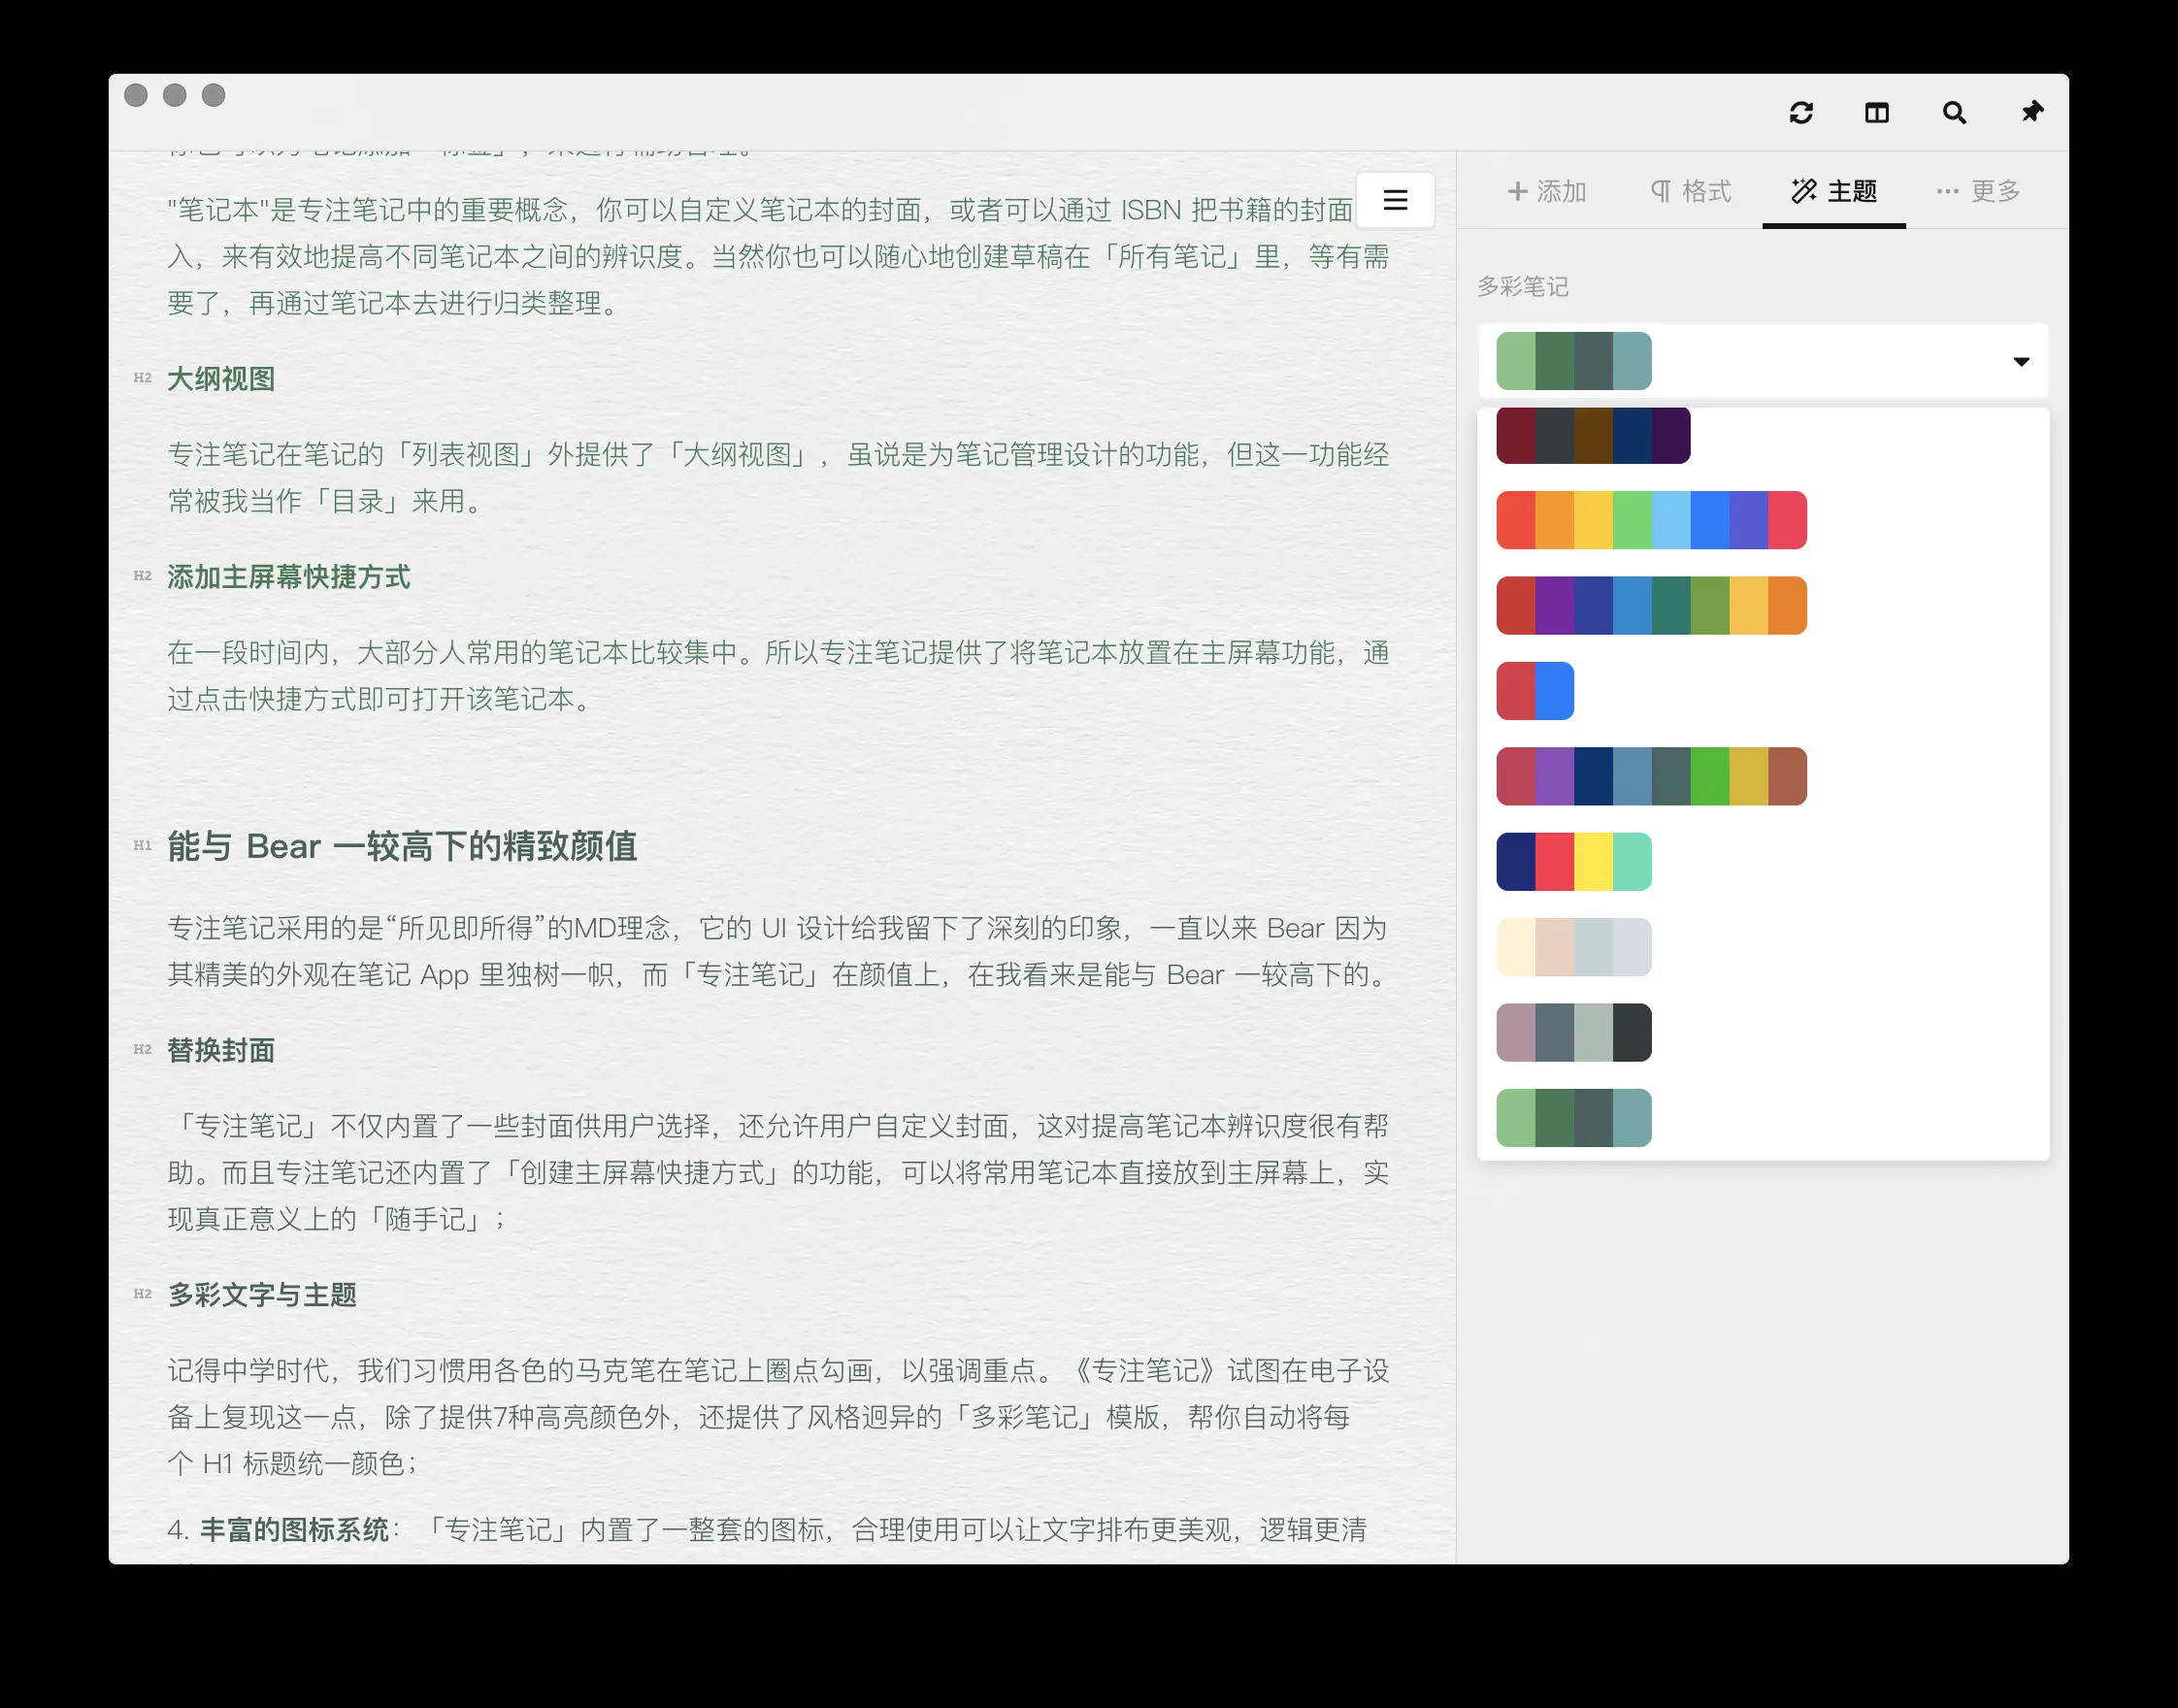 "笔记本"是专注笔记中的重要概念，你可以自定义笔记本的封面，或者可以通过 ISBN 把书籍的封面
入，来有效地提高不同笔记本之间的辨识度。当然你也可以随心地创建草稿在「所有笔记」里，等有需
要了，再通过笔记本去进行归类整理。
H2 大纲视图
专注笔记在笔记的「列表视图」外提供了「大纲视图」，虽说是为笔记管理设计的功能，但这一功能经
常被我当作「目录」来用。
H2 添加主屏幕快捷方式
在一段时间内，大部分人常用的笔记本比较集中。所以专注笔记提供了将笔记本放置在主屏幕功能，通
过点击快捷方式即可打开该笔记本。
H1 能与 Bear 一较高下的精致颜值
专注笔记采用的是“所见即所得”的MD理念，它的 UI 设计给我留下了深刻的印象，一直以来 Bear 因为
其精美的外观在笔记 App 里独树一帜，而「专注笔记」在颜值上，在我看来是能与 Bear 一较高下的。
H2 替换封面
「专注笔记」不仅内置了一些封面供用户选择，还允许用户自定义封面，这对提高笔记本辨识度很有帮
助。而且专注笔记还内置了「创建主屏幕快捷方式」的功能，可以将常用笔记本直接放到主屏幕上，实
现真正意义上的「随手记」；
H2 多彩文字与主题
记得中学时代，我们习惯用各色的马克笔在笔记上圈点勾画，以强调重点。《专注笔记》试图在电子设
备上复现这一点，除了提供7种高亮颜色外，还提供了风格迥异的「多彩笔记」模版，帮你自动将每
个 H1 标题统一颜色；
4. 丰富的图标系统：「专注笔记」内置了一整套的图标，合理使用可以让文字排布更美观，逻辑更清
添加 格式 主题 更多
多彩笔记